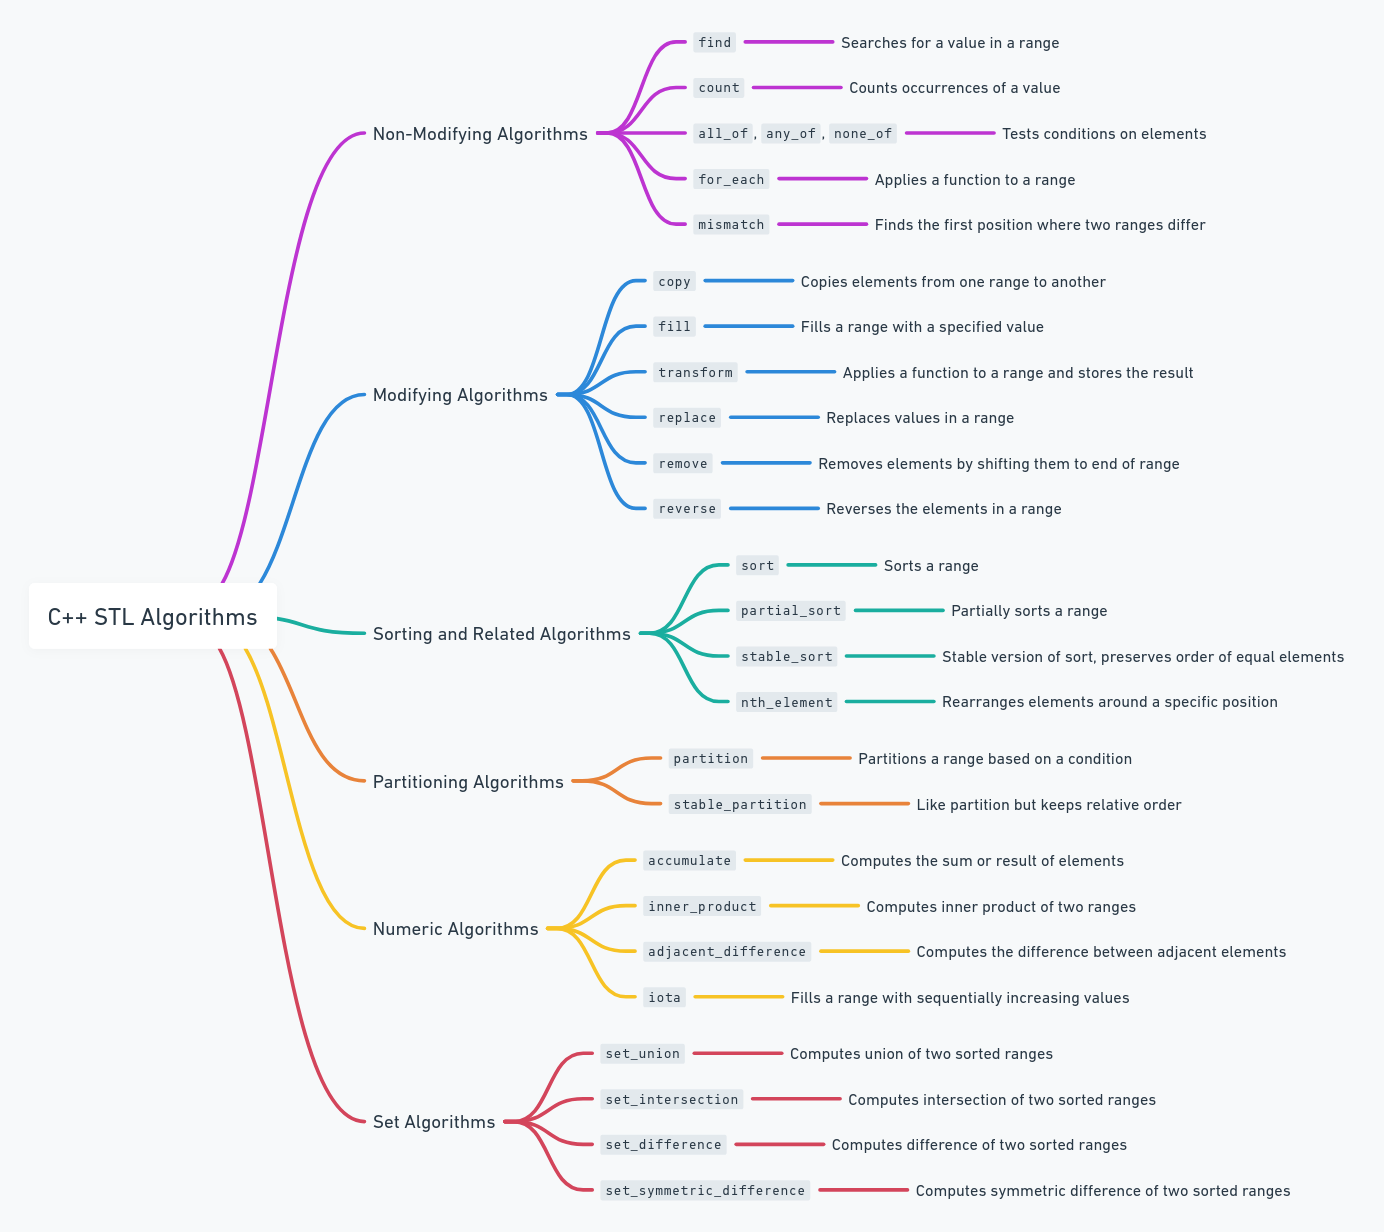 C++ STL Algorithms
Non-Modifying Algorithms
find Searches for a value in a range
count Counts occurrences of a value
all_of, any_of, none_of Tests conditions on elements
for_each Applies a function to a range
mismatch Finds the first position where two ranges differ
Modifying Algorithms
copy Copies elements from one range to another
fill Fills a range with a specified value
transform Applies a function to a range and stores the result
replace Replaces values in a range
remove Removes elements by shifting them to end of range
reverse Reverses the elements in a range
Sorting and Related Algorithms
sort Sorts a range
partial_sort Partially sorts a range
stable_sort Stable version of sort, preserves order of equal elements
nth_element Rearranges elements around a specific position
Partitioning Algorithms
partition Partitions a range based on a condition
stable_partition Like partition but keeps relative order
Numeric Algorithms
accumulate Computes the sum or result of elements
inner_product Computes inner product of two ranges
adjacent_difference Computes the difference between adjacent elements
iota Fills a range with sequentially increasing values
Set Algorithms
set_union Computes union of two sorted ranges
set_intersection Computes intersection of two sorted ranges
set_difference Computes difference of two sorted ranges
set_symmetric_difference Computes symmetric difference of two sorted ranges